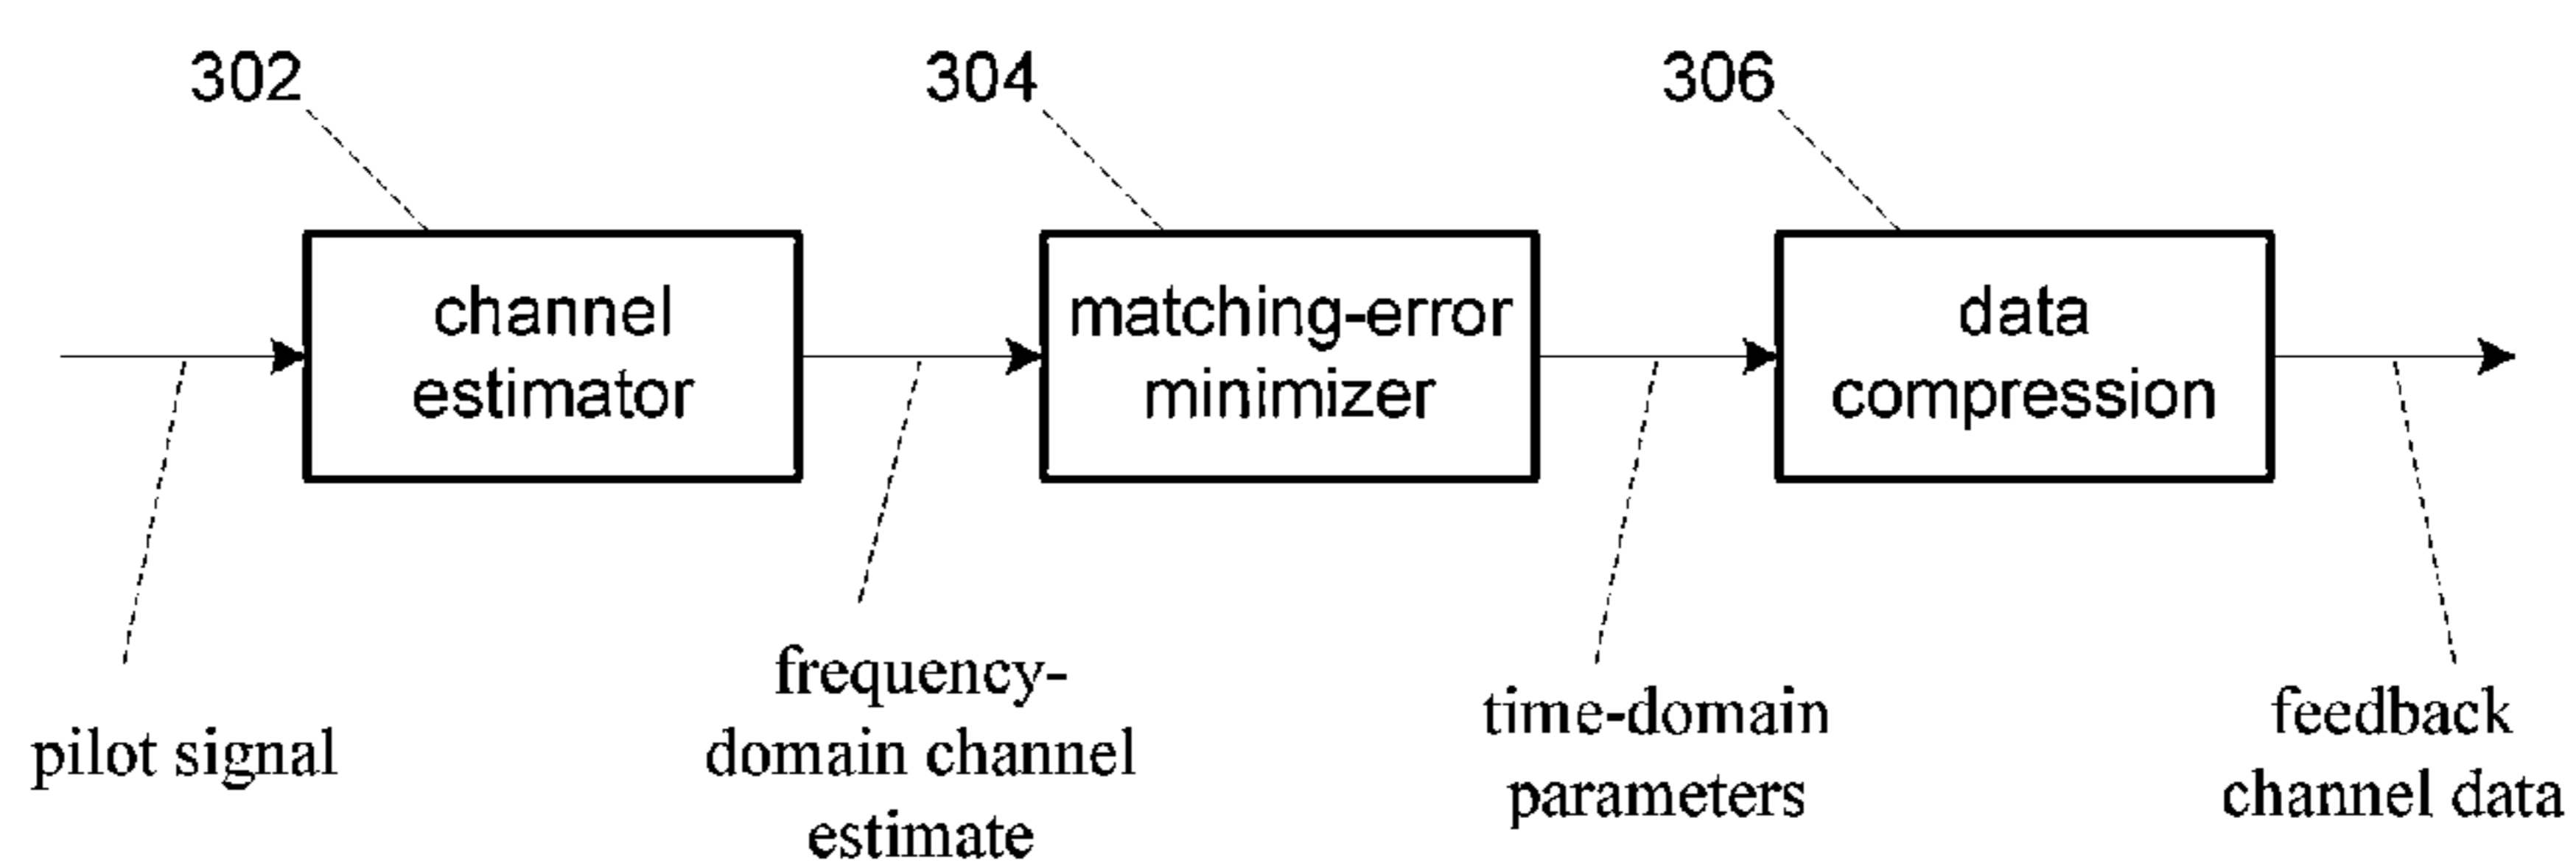 302
304
306
channel
estimator
matching-error
minimizer
data
compression
pilot signal
frequency-
domain channel
estimate
time-domain
parameters
feedback
channel data